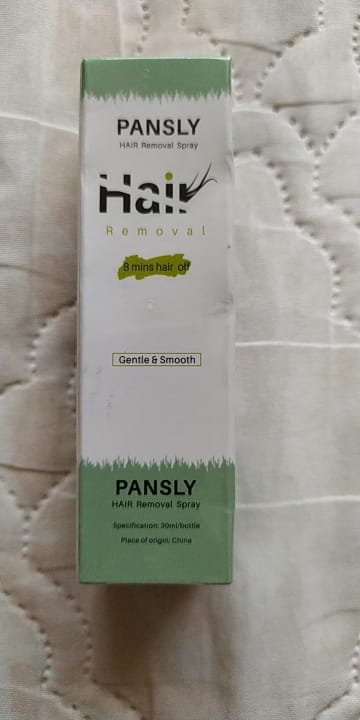 PANSLY
HAIR Removal Spray
Hair
Removal
8 mins hair off
Gentle & Smooth
PANSLY
HAIR Removal Spray
Specification: 30ml/bottle
Place of origin: China